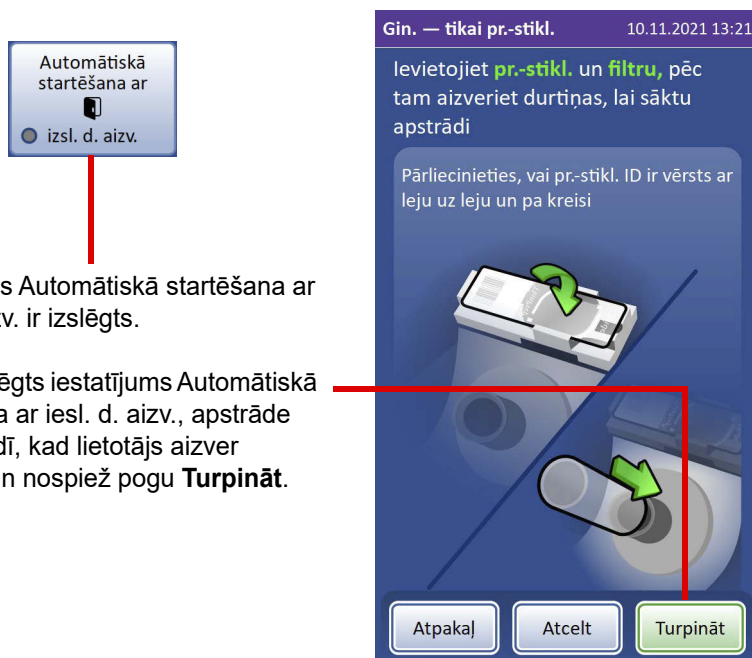 Automātiskā
startēšana ar
izsl. d. aizv.
s Automātiskā startēšana ar
v. ir izslēgts.
ēgts iestatījums Automātiskā
a ar iesl. d. aizv., apstrāde
dī, kad lietotājs aizver
n nospiež pogu Turpināt.
Gin. — tikai pr.-stikl. 10.11.2021 13:21
Ievietojiet pr.-stikl. un filtru, pēc
tam aizveriet durtiņas, lai sāktu
apstrādi
Pārliecinieties, vai pr.-stikl. ID ir vērsts ar
leju uz leju un pa kreisi
Atpakaļ Atcelt Turpināt